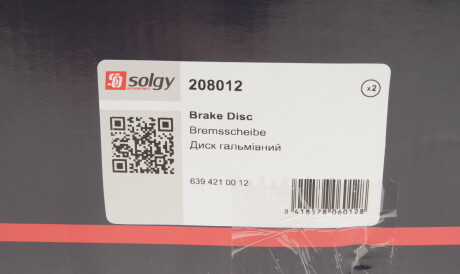 solgy
208012
x2
Brake Disc
Bremsscheibe
Диск гальмівний
639 421 00 12
8 418578 060128